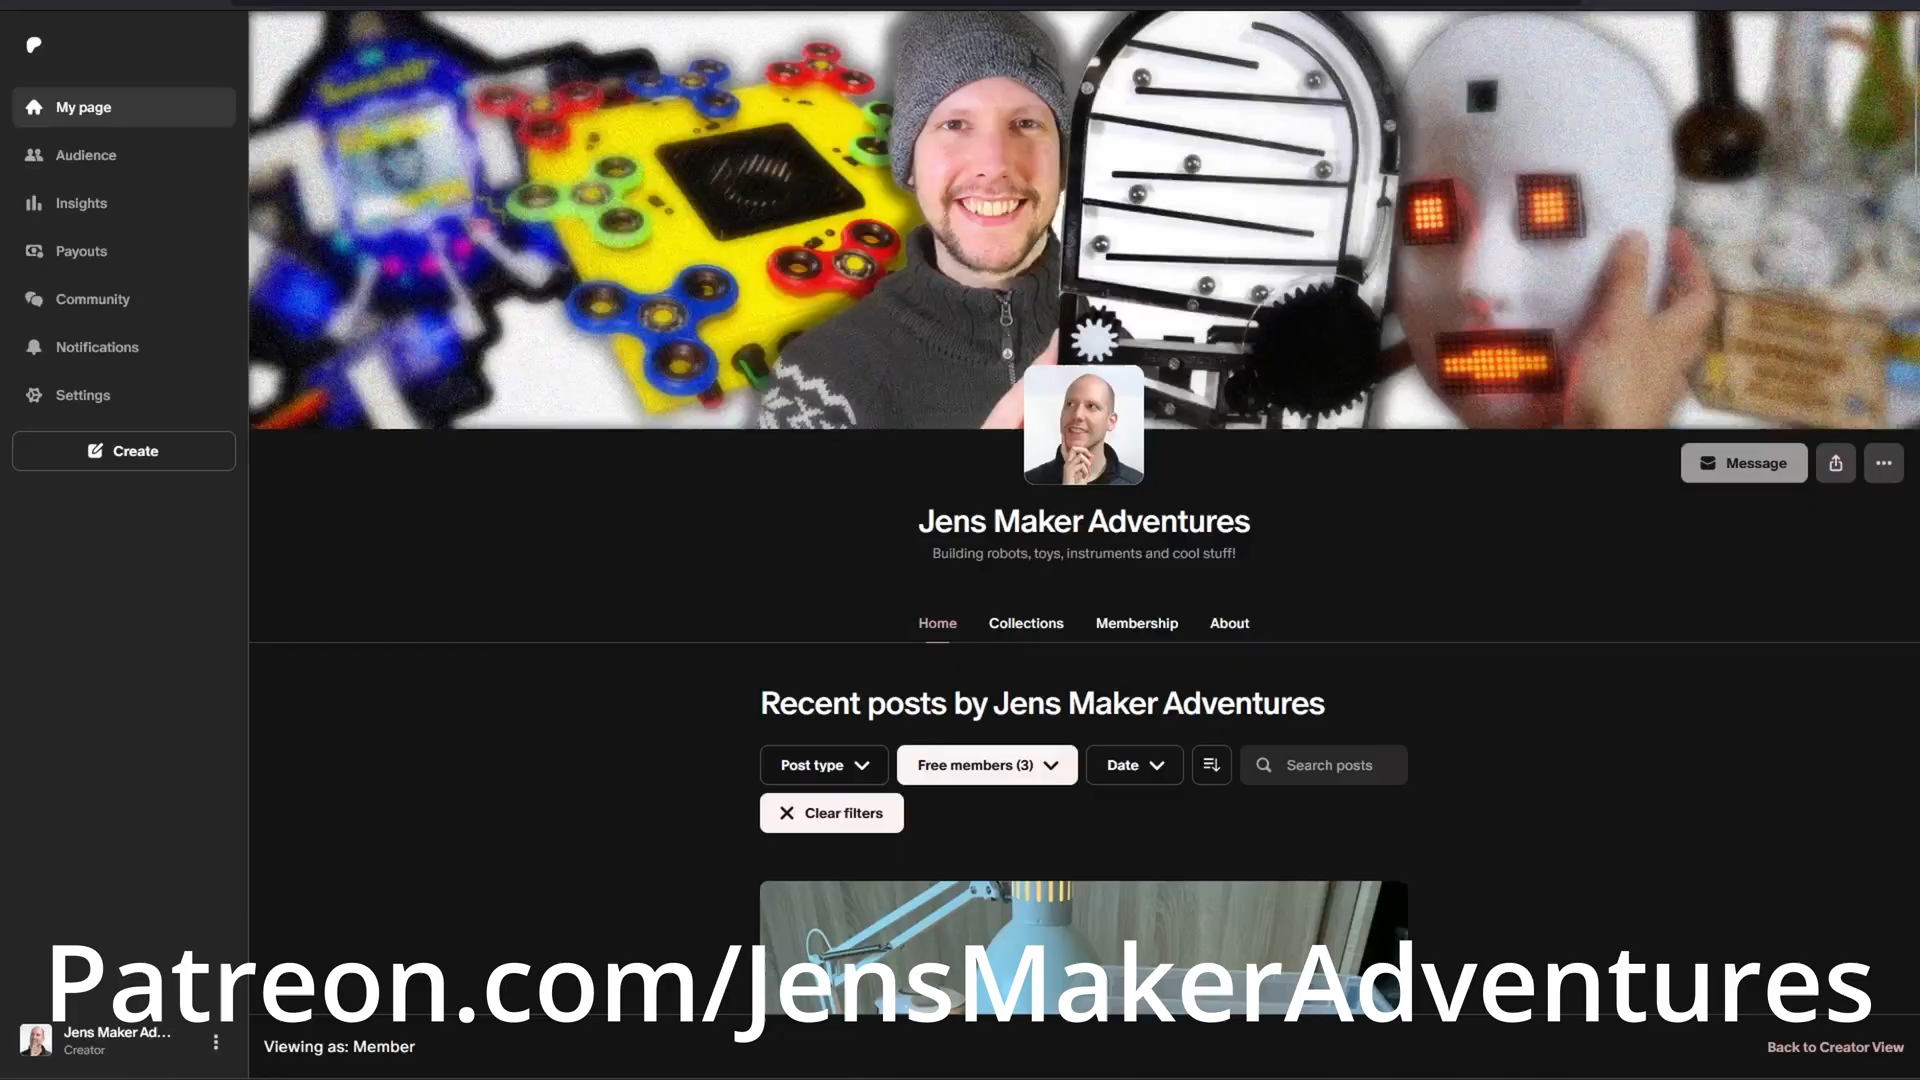 My page
Audience
Insights
Payouts
Community
Notifications
Settings
Create
Message
Jens Maker Adventures
Building robots, toys, instruments and cool stuff!
Home Collections Membership About
Recent posts by Jens Maker Adventures
Post type Free members (3) Date Search posts
Clear filters
Patreon.com/JensMakerAdventures
Jens Maker Ad...
Creator
Viewing as: Member
Back to Creator View